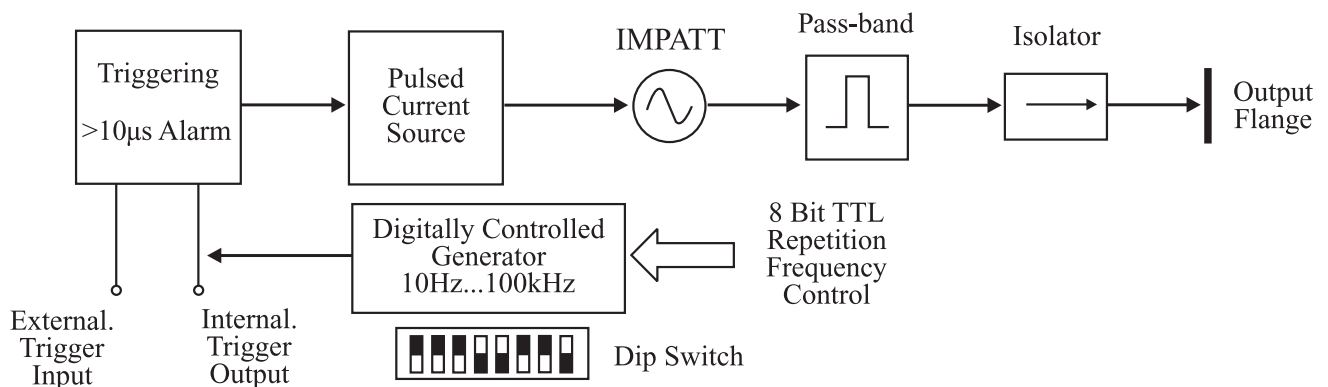 Triggering
>10µs Alarm
Pulsed
Current
Source
IMPATT
Pass-band
Isolator
Output
Flange
Digitally Controlled
Generator
10Hz...100kHz
8 Bit TTL
Repetition
Frequency
Control
External.
Trigger
Input
Internal.
Trigger
Output
Dip Switch